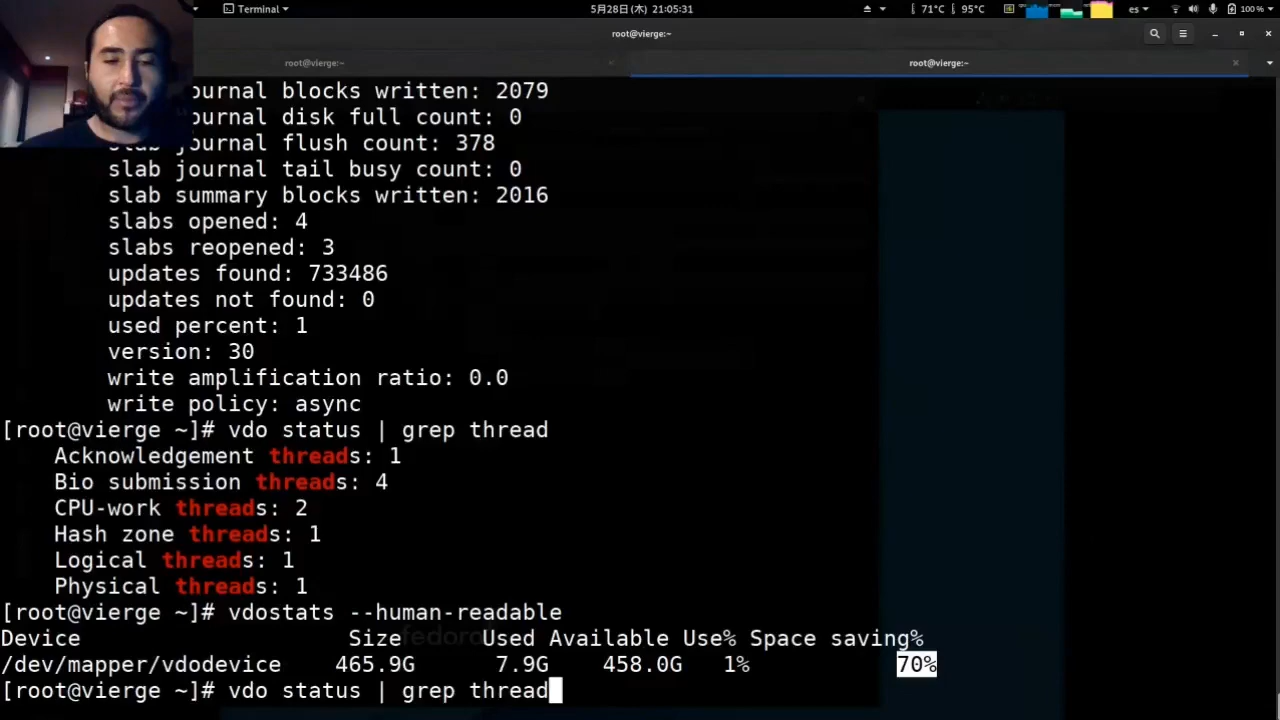 Terminal
5月28日(木) 21:05:31
71°C
95°C
es
100%
root@vierge:~
root@vierge:~
root@vierge:~
journal blocks written: 2079
journal disk full count: 0
slab journal flush count: 378
slab journal tail busy count: 0
slab summary blocks written: 2016
slabs opened: 4
slabs reopened: 3
updates found: 733486
updates not found: 0
used percent: 1
version: 30
write amplification ratio: 0.0
write policy: async
[root@vierge ~]# vdo status | grep thread
Acknowledgement threads: 1
Bio submission threads: 4
CPU-work threads: 2
Hash zone threads: 1
Logical threads: 1
Physical threads: 1
[root@vierge ~]# vdostats --human-readable
Device Size Used Available Use% Space saving%
fedora
/dev/mapper/vdodevice 465.9G 7.9G 458.0G 1% 70%
[root@vierge ~]# vdo status | grep thread